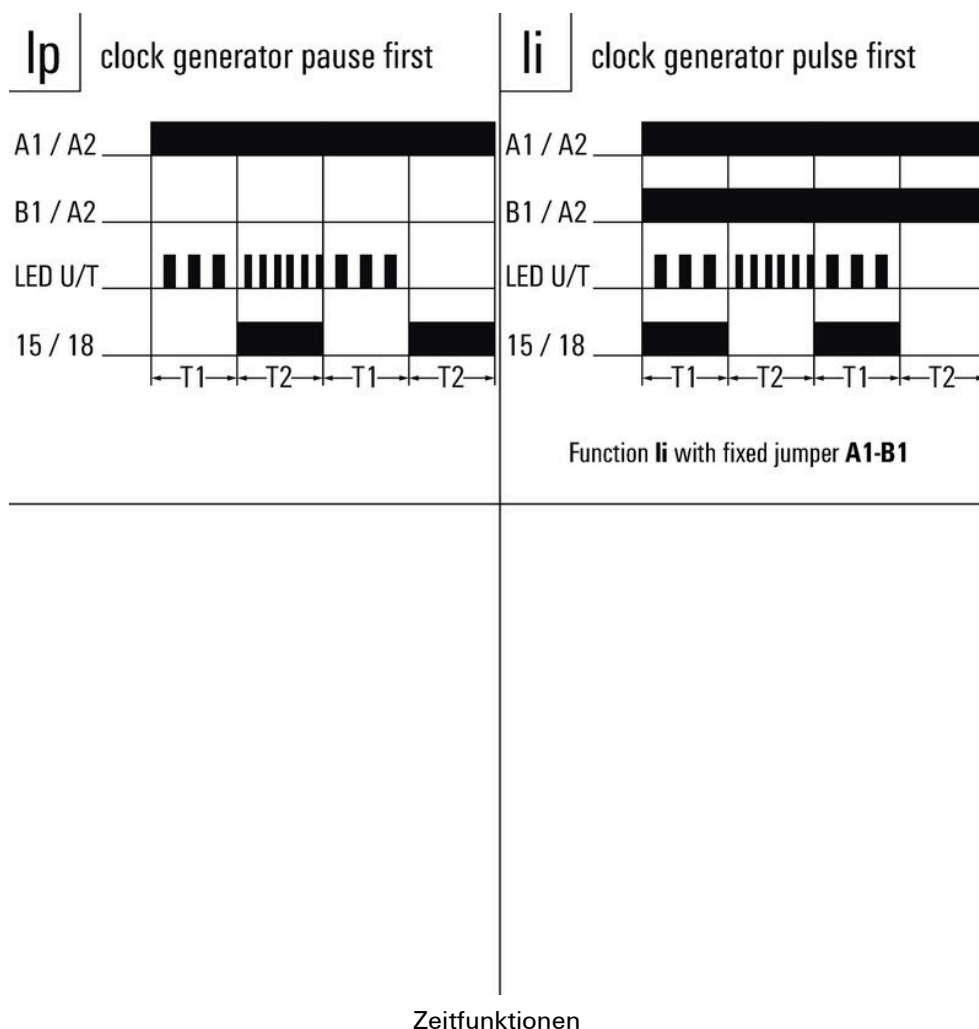 Ip clock generator pause first
A1 / A2
B1 / A2
LED U/T
15 / 18
T1 T2 T1 T2
Ii clock generator pulse first
A1 / A2
B1 / A2
LED U/T
15 / 18
T1 T2 T1 T2
Function Ii with fixed jumper A1-B1
Zeitfunktionen